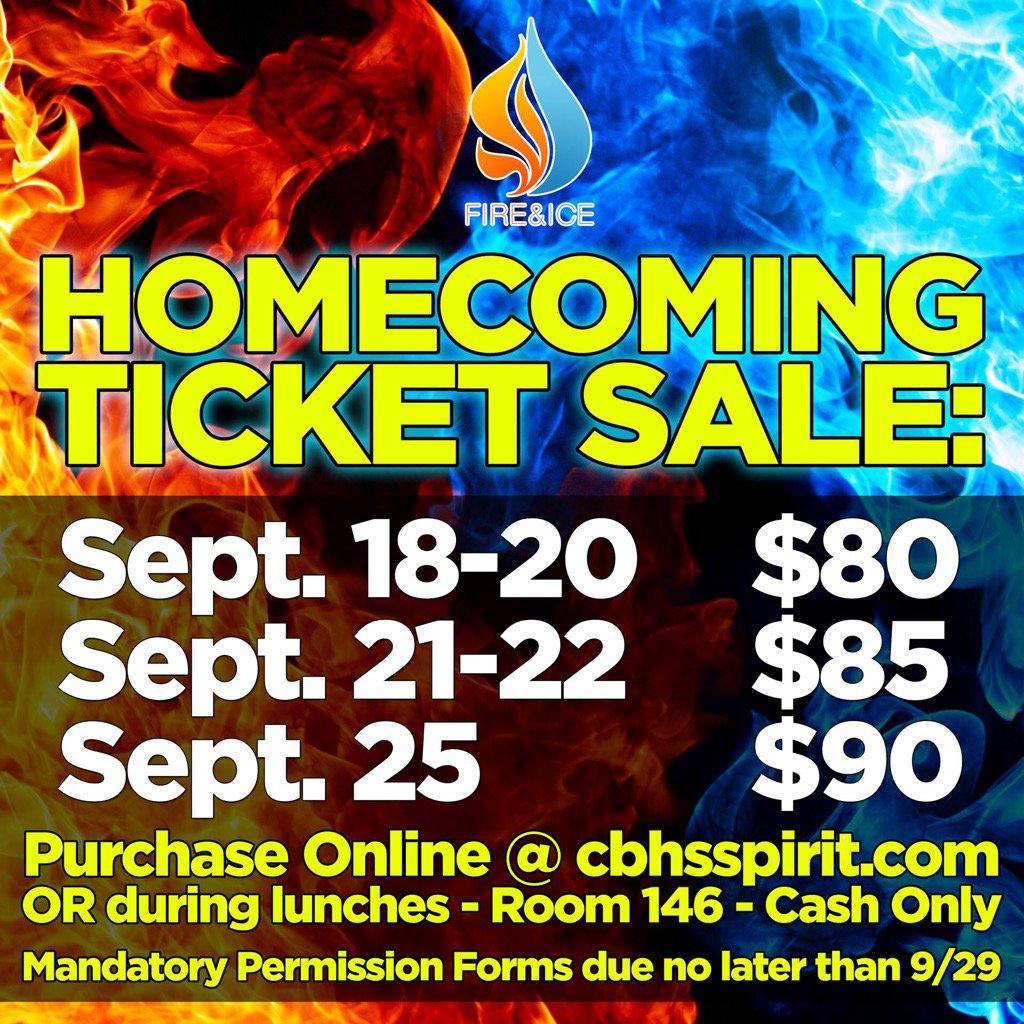 FIRE&ICE
HOMECOMING
TICKET SALE:
Sept. 18-20 $80
Sept. 21-22 $85
Sept. 25 $90
Purchase Online @ cbhsspirit.com
OR during lunches - Room 146 - Cash Only
Mandatory Permission Forms due no later than 9/29